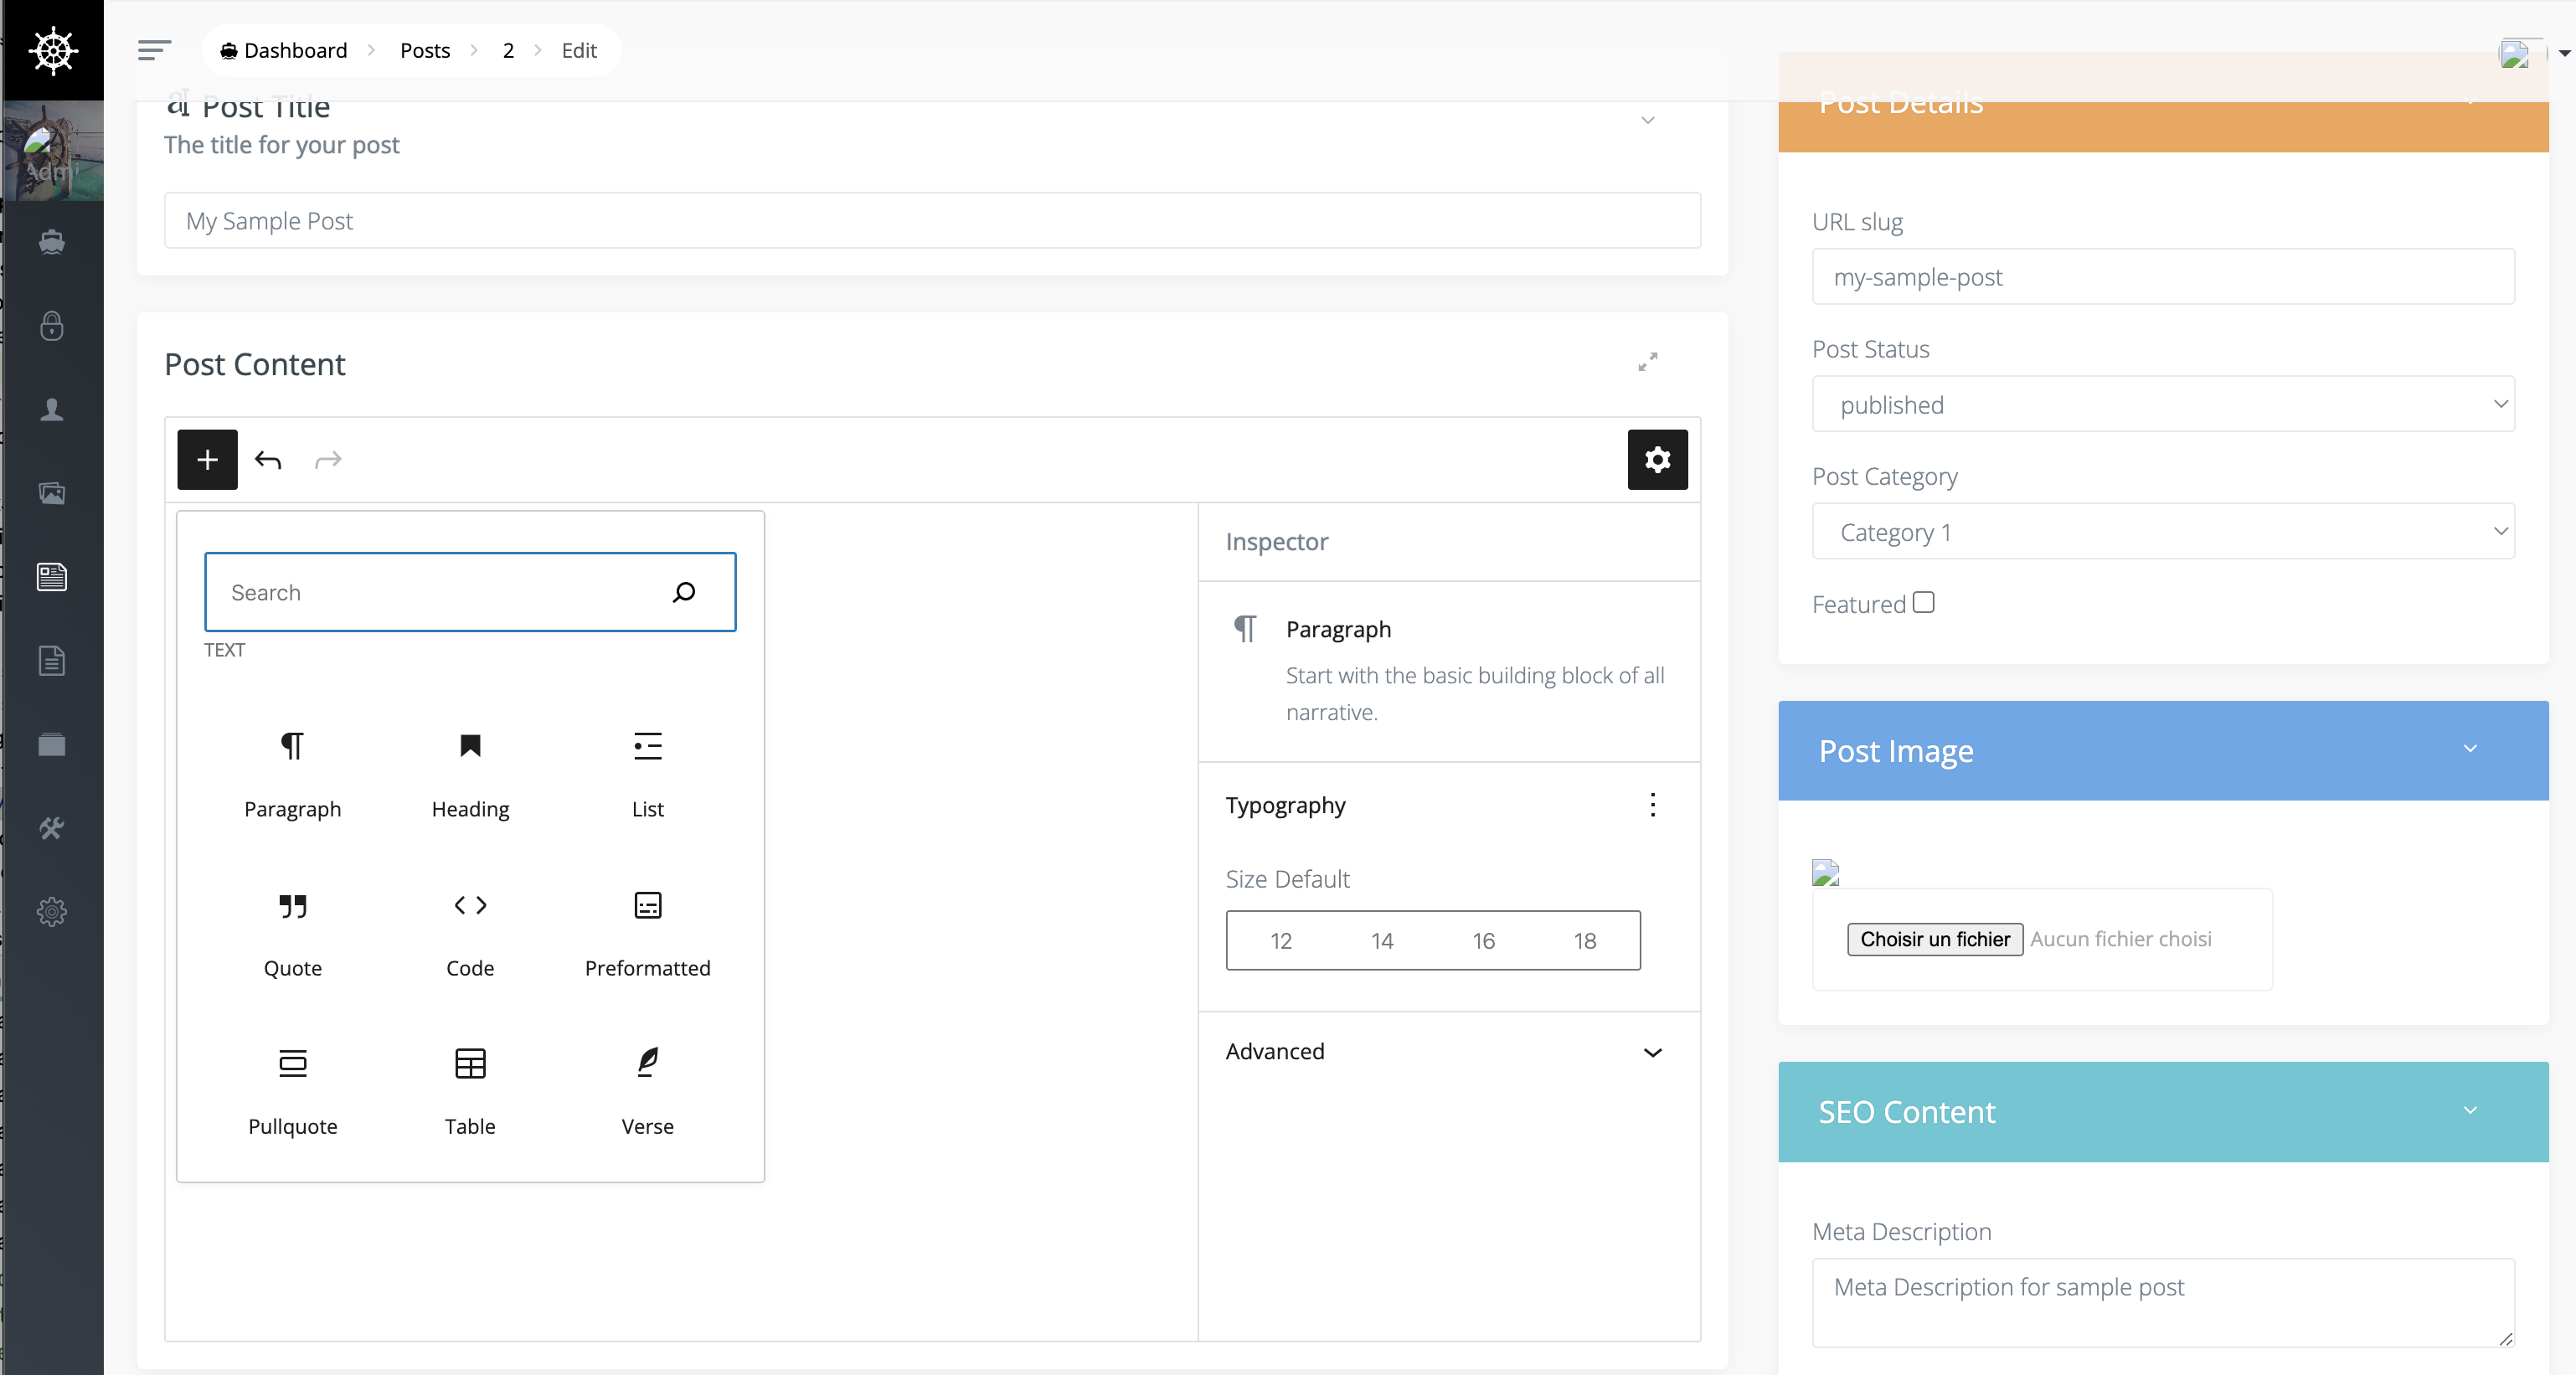 Dashboard > Posts > 2 > Edit
Post Title
The title for your post
My Sample Post
Post Content
Search
TEXT
Paragraph Heading List
Quote Code Preformatted
Pullquote Table Verse
Inspector
Paragraph
Start with the basic building block of all
narrative.
Typography
Size Default
12 14 16 18
Advanced
Post Details
URL slug
my-sample-post
Post Status
published
Post Category
Category 1
Featured
Post Image
Choisir un fichier Aucun fichier choisi
SEO Content
Meta Description
Meta Description for sample post